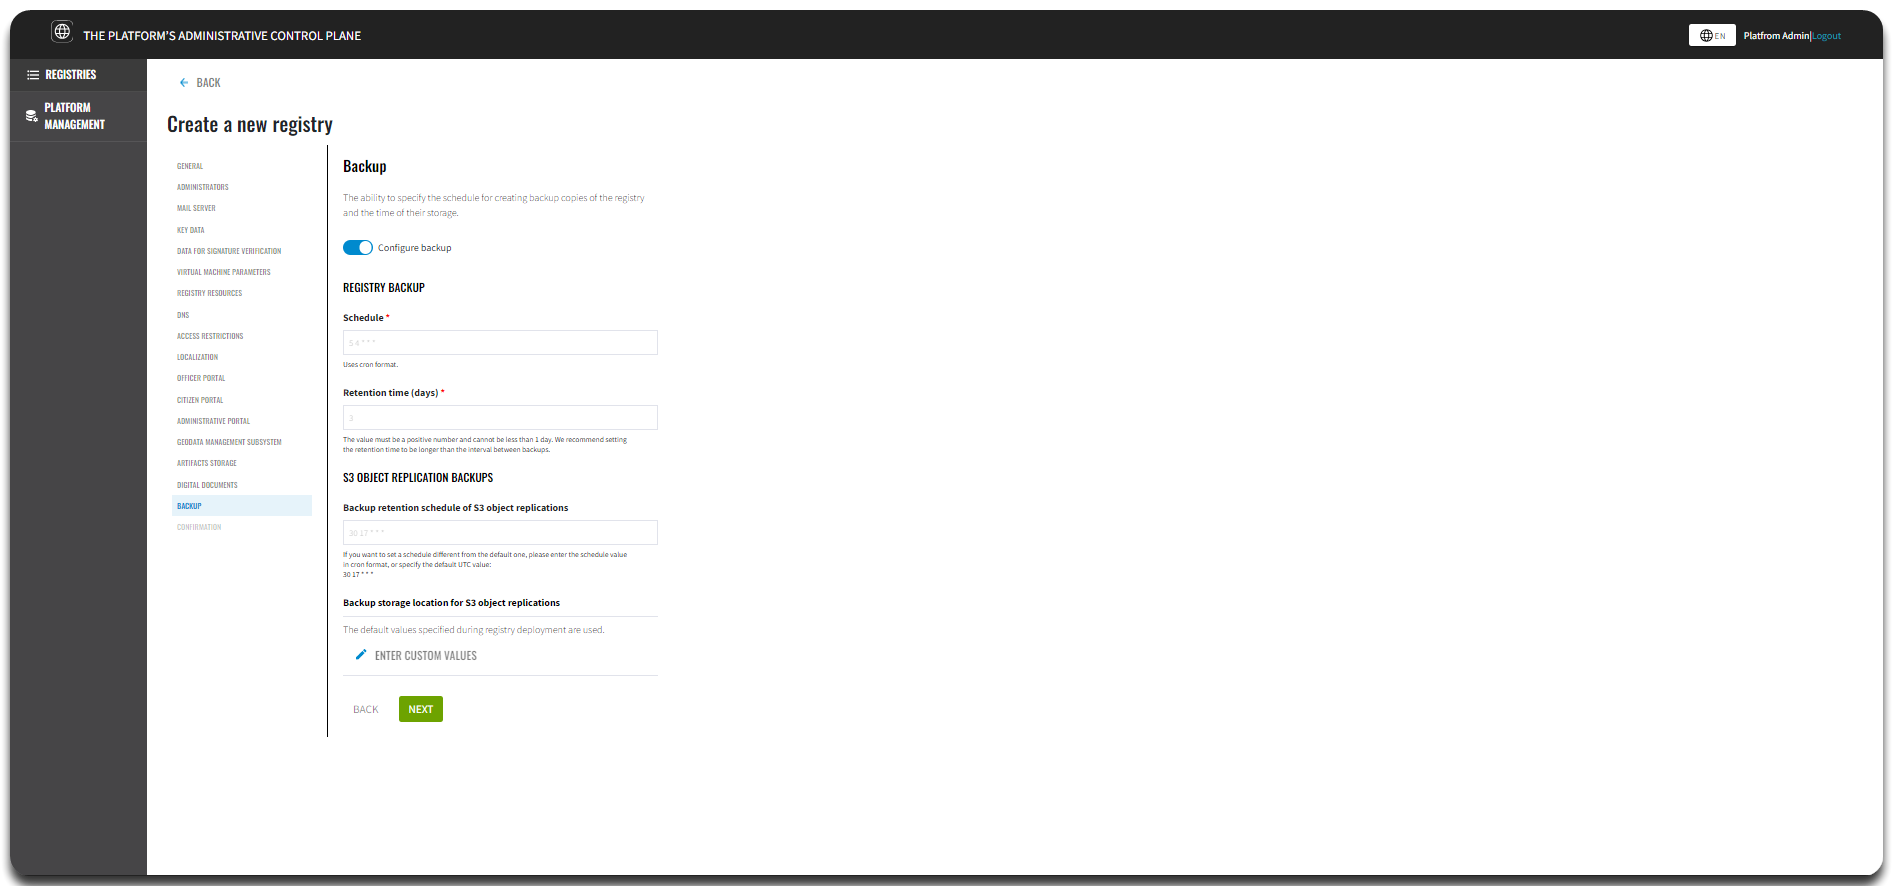 THE PLATFORM'S ADMINISTRATIVE CONTROL PLANE
EN
Platfrom Admin|Logout
REGISTRIES
PLATFORM
MANAGEMENT
BACK
Create a new registry
GENERAL
ADMINISTRATORS
MAIL SERVER
KEY DATA
DATA FOR SIGNATURE VERIFICATION
VIRTUAL MACHINE PARAMETERS
REGISTRY RESOURCES
DNS
ACCESS RESTRICTIONS
LOCALIZATION
OFFICER PORTAL
CITIZEN PORTAL
ADMINISTRATIVE PORTAL
GEODATA MANAGEMENT SUBSYSTEM
ARTIFACTS STORAGE
DIGITAL DOCUMENTS
BACKUP
CONFIRMATION
Backup
The ability to specify the schedule for creating backup copies of the registry
and the time of their storage.
Configure backup
REGISTRY BACKUP
Schedule *
5 4 * * *
Uses cron format.
Retention time (days) *
3
The value must be a positive number and cannot be less than 1 day. We recommend setting
the retention time to be longer than the interval between backups.
S3 OBJECT REPLICATION BACKUPS
Backup retention schedule of S3 object replications
30 17 * * *
If you want to set a schedule different from the default one, please enter the schedule value
in cron format, or specify the default UTC value:
30 17 * * *
Backup storage location for S3 object replications
The default values specified during registry deployment are used.
ENTER CUSTOM VALUES
BACK
NEXT